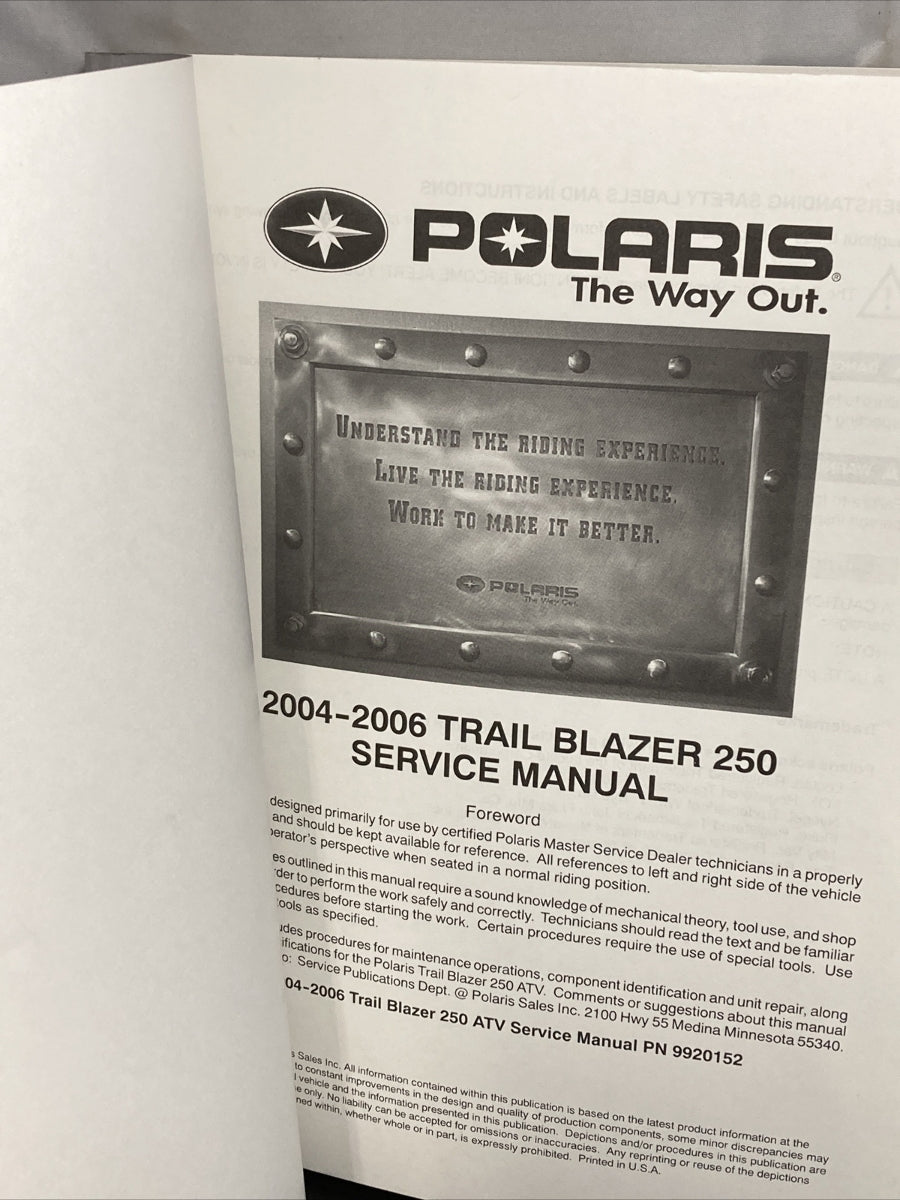 POLARIS®
The Way Out.
UNDERSTAND THE RIDING EXPERIENCE.
LIVE THE RIDING EXPERIENCE.
WORK TO MAKE IT BETTER.
POLARIS
The Way Out.
2004-2006 TRAIL BLAZER 250
SERVICE MANUAL
Foreword
designed primarily for use by certified Polaris Master Service Dealer technicians in a properly
and should be kept available for reference. All references to left and right side of the vehicle
perator's perspective when seated in a normal riding position.
es outlined in this manual require a sound knowledge of mechanical theory, tool use, and shop
rder to perform the work safely and correctly. Technicians should read the text and be familiar
cedures before starting the work. Certain procedures require the use of special tools. Use
ools as specified.
udes procedures for maintenance operations, component identification and unit repair, along
ifications for the Polaris Trail Blazer 250 ATV. Comments or suggestions about this manual
o: Service Publications Dept. @ Polaris Sales Inc. 2100 Hwy 55 Medina Minnesota 55340.
04-2006 Trail Blazer 250 ATV Service Manual PN 9920152
s Sales Inc. All information contained within this publication is based on the latest product information at the
to constant improvements in the design and quality of production components, some minor discrepancies may
l vehicle and the information presented in this publication. Depictions and/or procedures in this publication are
e only. No liability can be accepted for omissions or inaccuracies. Any reprinting or reuse of the depictions
ned within, whether whole or in part, is expressly prohibited. Printed in U.S.A.